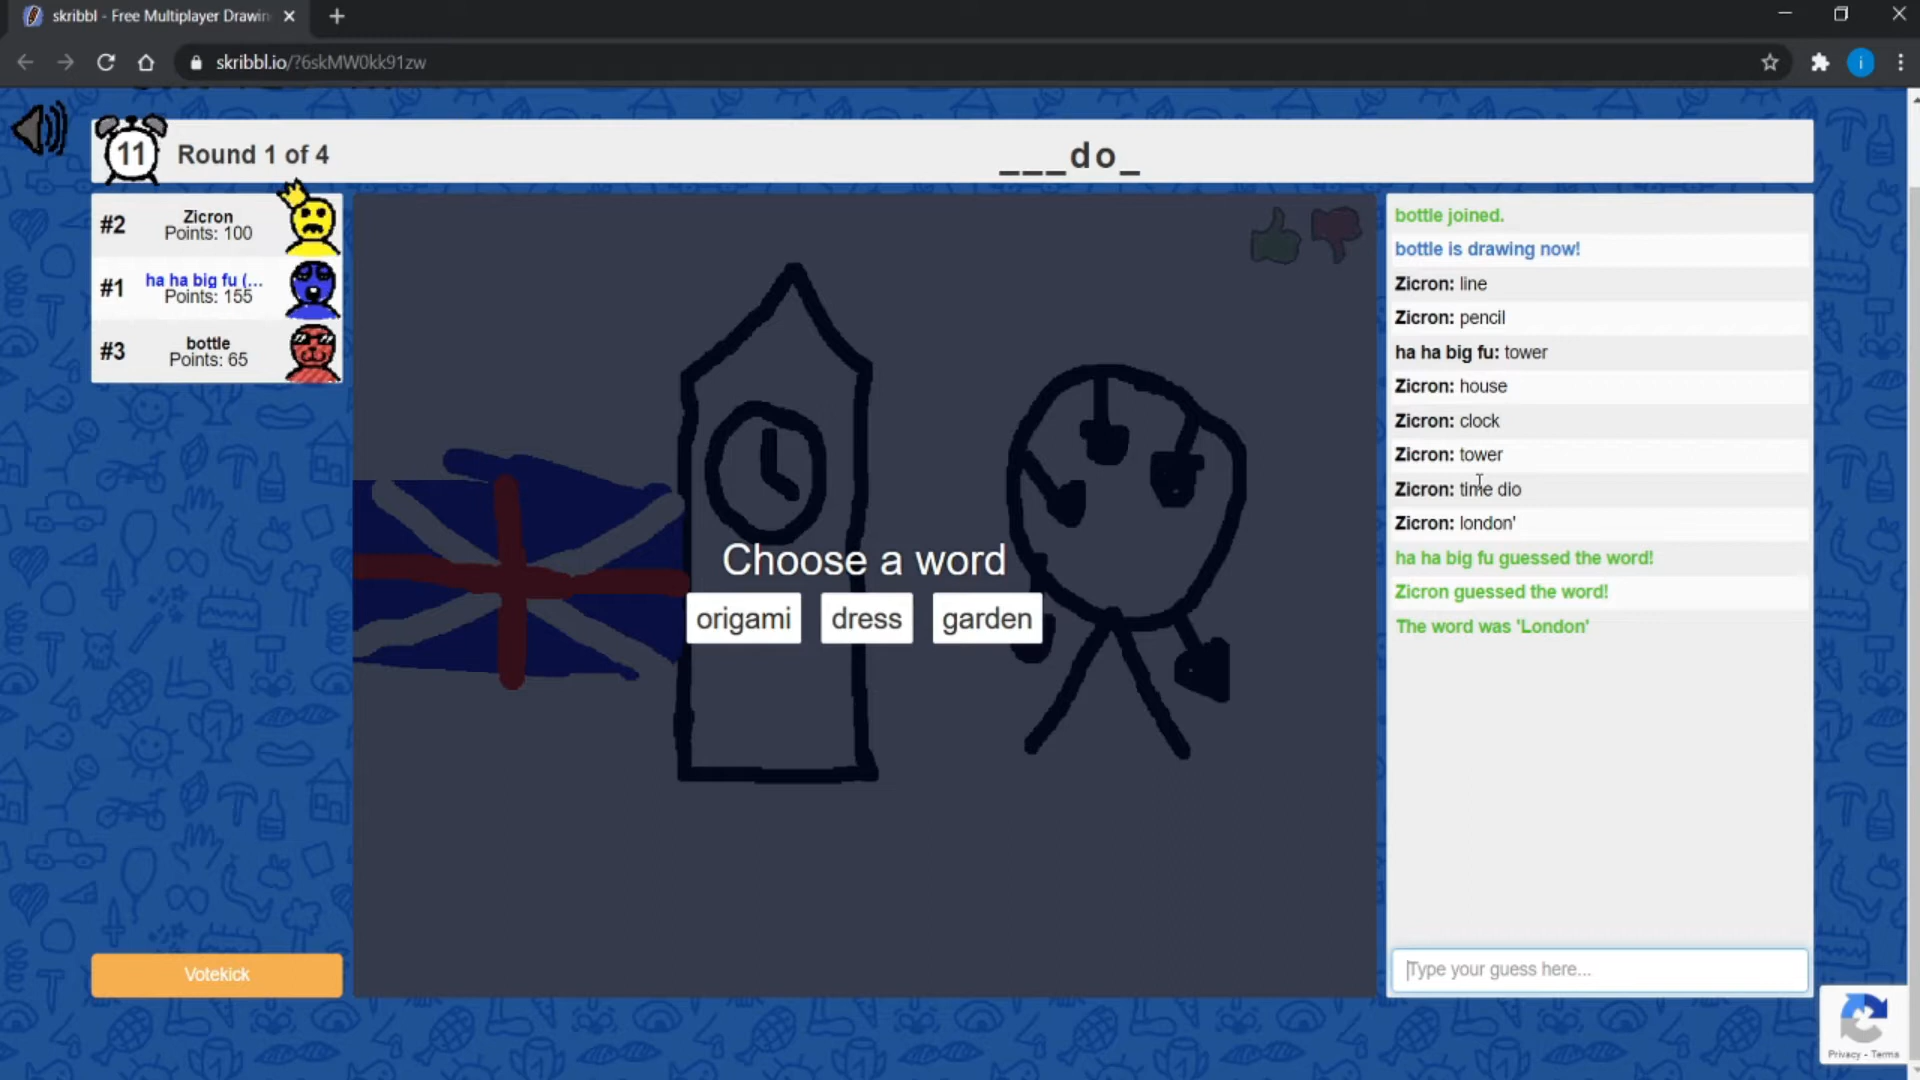 skribbl - Free Multiplayer Drawin
skribbl.io/?6skMW0kk91zw
i
11
Round 1 of 4
___do_
#2
Zicron
Points: 100
#1
ha ha big fu (...
Points: 155
#3
bottle
Points: 65
Choose a word
origami
dress
garden
bottle joined.
bottle is drawing now!
Zicron: line
Zicron: pencil
ha ha big fu: tower
Zicron: house
Zicron: clock
Zicron: tower
Zicron: time dio
Zicron: london'
ha ha big fu guessed the word!
Zicron guessed the word!
The word was 'London'
Type your guess here...
Votekick
Privacy - Terms